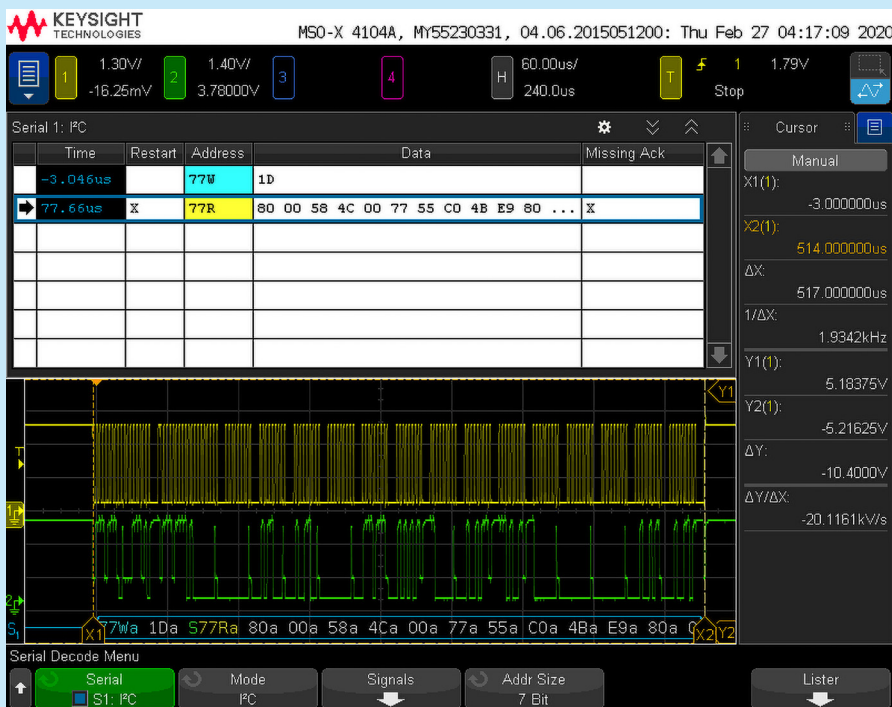 KEYSIGHT
TECHNOLOGIES
MSO-X 4104A, MY55230331, 04.06.2015051200: Thu Feb 27 04:17:09 2020
1 1.30V/ 2 1.40V/ 3 4 H 60.00us/ T 1 1.79V
-16.25mV 3.78000V 240.0us Stop
Serial 1: I²C
Time Restart Address Data Missing Ack
-3.046us 77W 1D
77.66us X 77R 80 00 58 4C 00 77 55 C0 4B E9 80 ... X
Cursor
Manual
X1(1):
-3.000000us
X2(1):
514.000000us
ΔX:
517.000000us
1/ΔX:
1.9342kHz
Y1(1):
5.18375V
Y2(1):
-5.21625V
ΔY:
-10.4000V
ΔY/ΔX:
-20.1161kV/s
Y1
T
1
2
S1 X1 77Wa 1Da S77Ra 80a 00a 58a 4Ca 00a 77a 55a C0a 4Ba E9a 80a X2 Y2
Serial Decode Menu
Serial Mode Signals Addr Size Lister
S1: I²C I²C 7 Bit